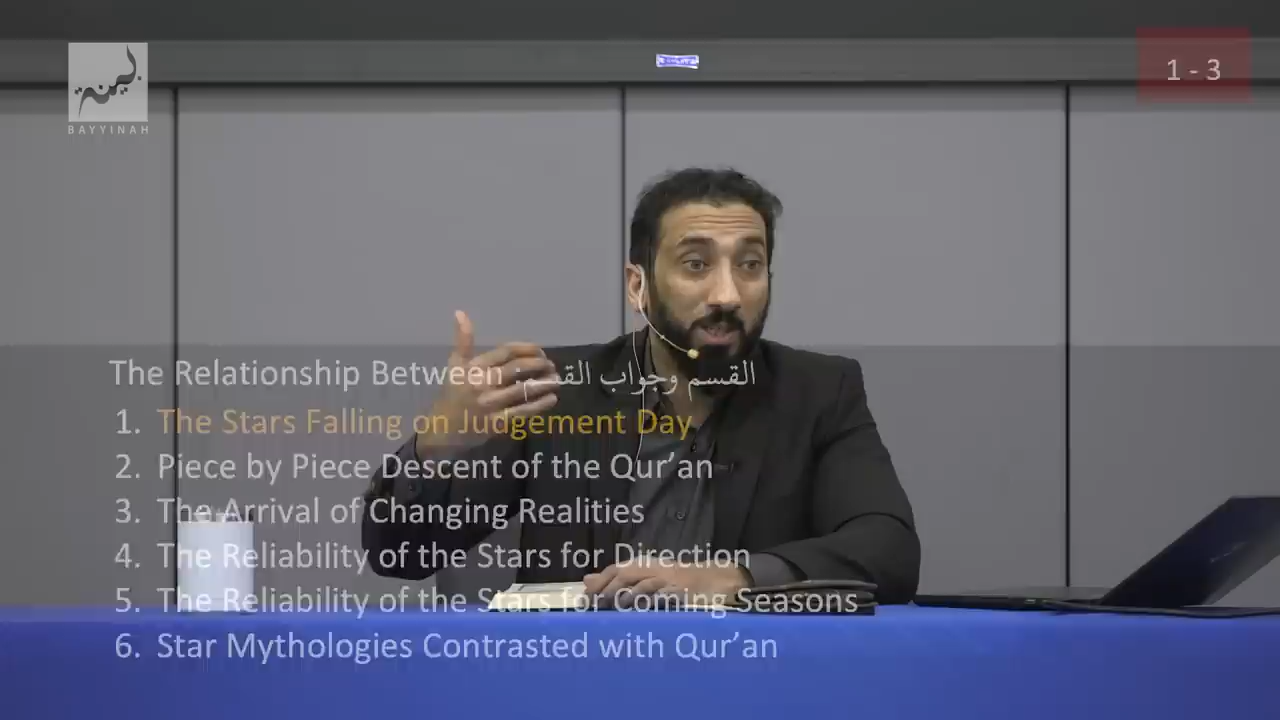 بينة
BAYYINAH
1 - 3
The Relationship Between القسم وجواب القسم:
1. The Stars Falling on Judgement Day
2. Piece by Piece Descent of the Qur’an
3. The Arrival of Changing Realities
4. The Reliability of the Stars for Direction
5. The Reliability of the Stars for Coming Seasons
6. Star Mythologies Contrasted with Qur’an